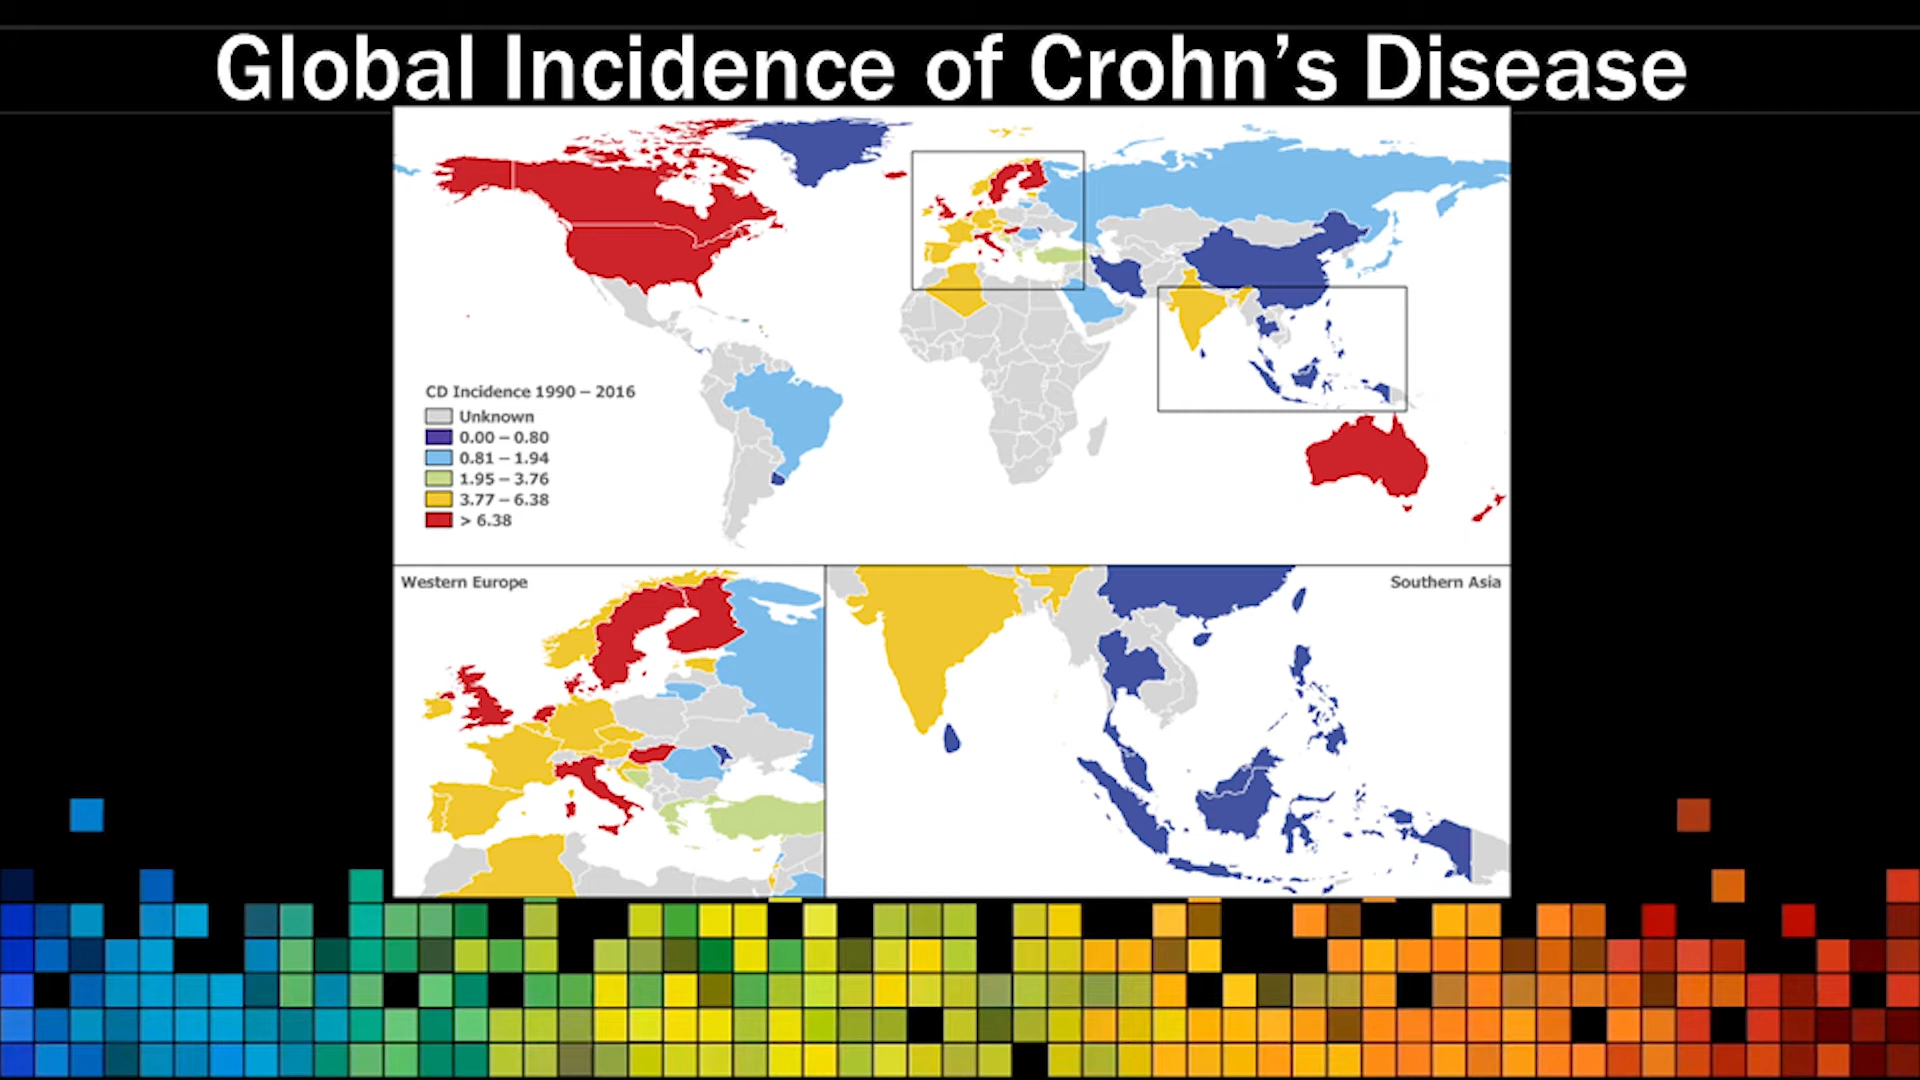 Global Incidence of Crohn’s Disease
CD Incidence 1990 – 2016
Unknown
0.00 – 0.80
0.81 – 1.94
1.95 – 3.76
3.77 – 6.38
> 6.38
Western Europe
Southern Asia